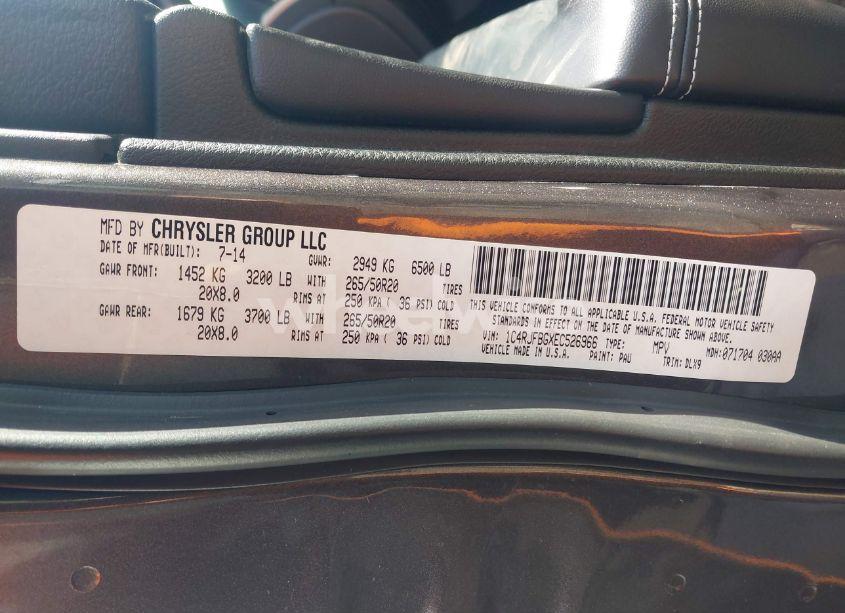 MFD BY CHRYSLER GROUP LLC
DATE OF MFR(BUILT): 7-14 GVWR: 2949 KG 6500 LB
GAWR FRONT: 1452 KG 3200 LB WITH 265/50R20 TIRES
20X8.0 RIMS AT 250 KPA ( 36 PSI) COLD
GAWR REAR: 1679 KG 3700 LB WITH 265/50R20 TIRES
20X8.0 RIMS AT 250 KPA ( 36 PSI) COLD
THIS VEHICLE CONFORMS TO ALL APPLICABLE U.S.A. FEDERAL MOTOR VEHICLE SAFETY
STANDARDS IN EFFECT ON THE DATE OF MANUFACTURE SHOWN ABOVE.
VIN: 1C4RJFBGXEC526966 TYPE: MPV MDH: 071704 030AA
VEHICLE MADE IN U.S.A. PAINT: PAU TRIM: DLX9